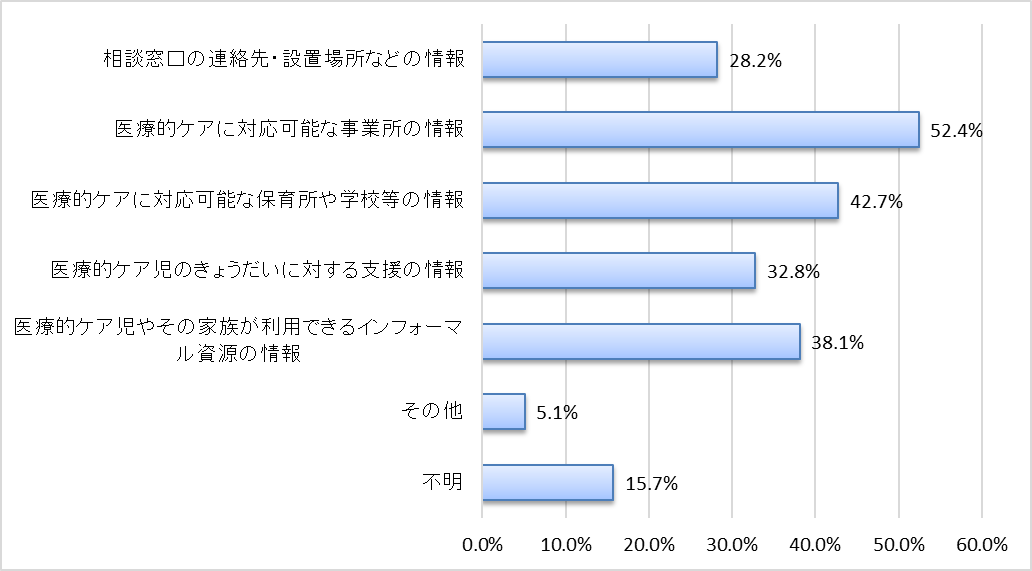 相談窓口の連絡先・設置場所などの情報
28.2%
医療的ケアに対応可能な事業所の情報
52.4%
医療的ケアに対応可能な保育所や学校等の情報
42.7%
医療的ケア児のきょうだいに対する支援の情報
32.8%
医療的ケア児やその家族が利用できるインフォーマ
ル資源の情報
38.1%
その他
5.1%
不明
15.7%
0.0% 10.0% 20.0% 30.0% 40.0% 50.0% 60.0%